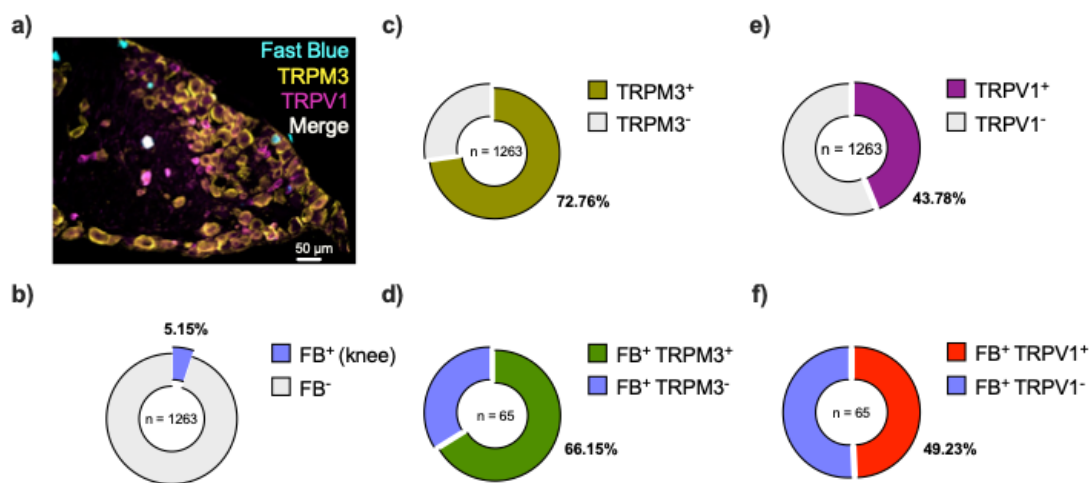 a)
Fast Blue
TRPM3
TRPV1
Merge
50 µm
b)
5.15%
FB⁺ (knee)
FB⁻
n = 1263
c)
TRPM3⁺
TRPM3⁻
n = 1263
72.76%
d)
FB⁺ TRPM3⁺
FB⁺ TRPM3⁻
n = 65
66.15%
e)
TRPV1⁺
TRPV1⁻
n = 1263
43.78%
f)
FB⁺ TRPV1⁺
FB⁺ TRPV1⁻
n = 65
49.23%